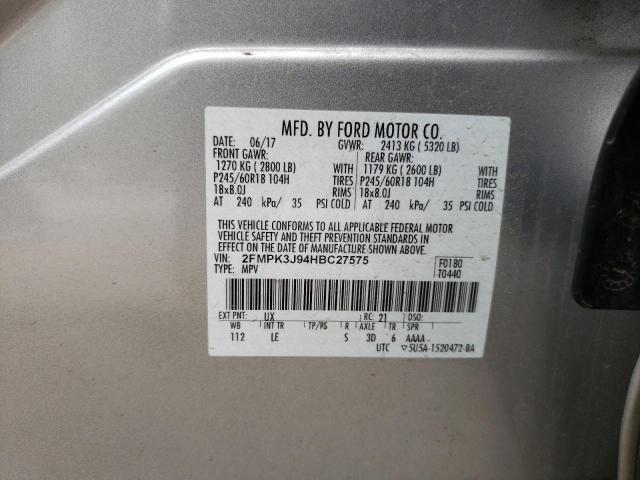 MFD. BY FORD MOTOR CO.
DATE: 06/17 GVWR: 2413 KG ( 5320 LB)
FRONT GAWR: REAR GAWR:
1270 KG ( 2800 LB) WITH 1179 KG ( 2600 LB) WITH
P245/60R18 104H TIRES P245/60R18 104H TIRES
18x8.0J RIMS 18x8.0J RIMS
AT 240 kPa/ 35 PSI COLD AT 240 kPa/ 35 PSI COLD
THIS VEHICLE CONFORMS TO ALL APPLICABLE FEDERAL MOTOR
VEHICLE SAFETY AND THEFT PREVENTION STANDARDS IN
EFFECT ON THE DATE OF MANUFACTURE SHOWN ABOVE.
VIN: 2FMPK3J94HBC27575 F0180
TYPE: MPV T0440
EXT PNT: UX RC: 21 DSO:
WB INT TR TP/PS R AXLE TR SPR
112 LE S 3D 6 AAAA
UTC ▽5U5A-1520472-BA